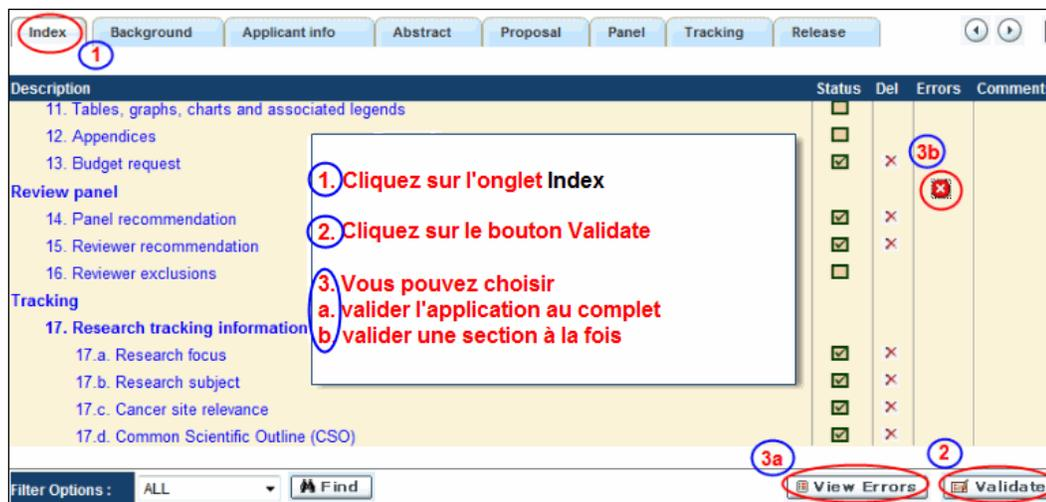 Index Background Applicant info Abstract Proposal Panel Tracking Release
1
Description Status Del Errors Comment
11. Tables, graphs, charts and associated legends
12. Appendices
13. Budget request
3b
Review panel
14. Panel recommendation
15. Reviewer recommendation
16. Reviewer exclusions
Tracking
17. Research tracking information
17.a. Research focus
17.b. Research subject
17.c. Cancer site relevance
17.d. Common Scientific Outline (CSO)
1. Cliquez sur l'onglet Index
2. Cliquez sur le bouton Validate
3. Vous pouvez choisir
a. valider l'application au complet
b. valider une section à la fois
3a
2
Filter Options : ALL Find View Errors Validate